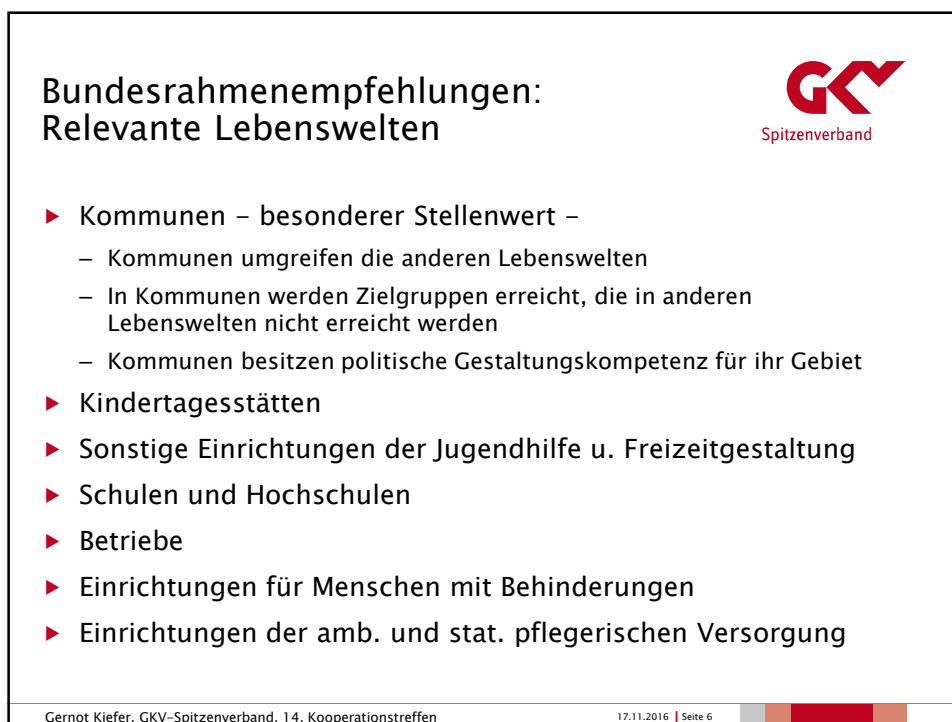 Bundesrahmenempfehlungen:
Relevante Lebenswelten
GKV
Spitzenverband
▶ Kommunen – besonderer Stellenwert –
– Kommunen umgreifen die anderen Lebenswelten
– In Kommunen werden Zielgruppen erreicht, die in anderen
Lebenswelten nicht erreicht werden
– Kommunen besitzen politische Gestaltungskompetenz für ihr Gebiet
▶ Kindertagesstätten
▶ Sonstige Einrichtungen der Jugendhilfe u. Freizeitgestaltung
▶ Schulen und Hochschulen
▶ Betriebe
▶ Einrichtungen für Menschen mit Behinderungen
▶ Einrichtungen der amb. und stat. pflegerischen Versorgung
Gernot Kiefer, GKV-Spitzenverband, 14. Kooperationstreffen 17.11.2016 | Seite 6